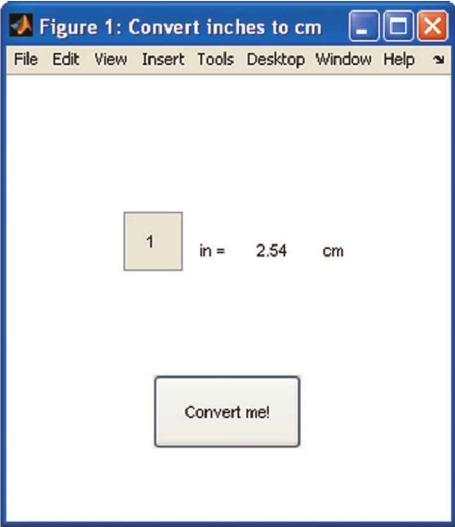 Figure 1: Convert inches to cm
File Edit View Insert Tools Desktop Window Help
1 in = 2.54 cm
Convert me!